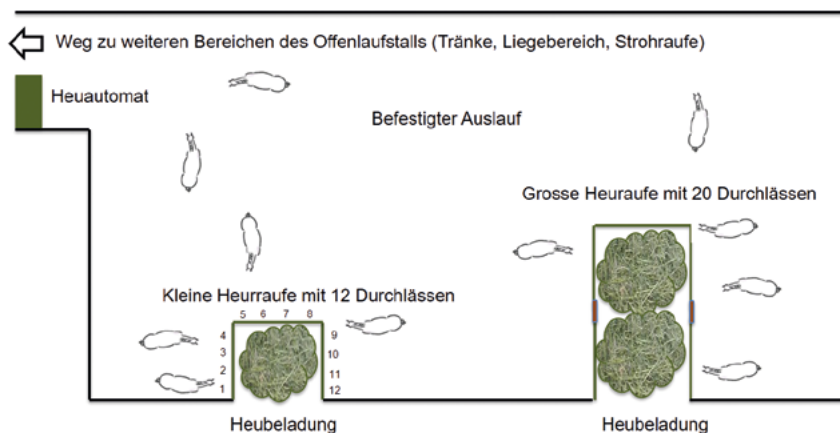 Weg zu weiteren Bereichen des Offenlaufstalls (Tränke, Liegebereich, Strohraufe)
Heuautomat
Befestigter Auslauf
Grosse Heuraufe mit 20 Durchlässen
Kleine Heurraufe mit 12 Durchlässen
5 6 7 8
4 9
3 10
2 11
1 12
Heubeladung Heubeladung